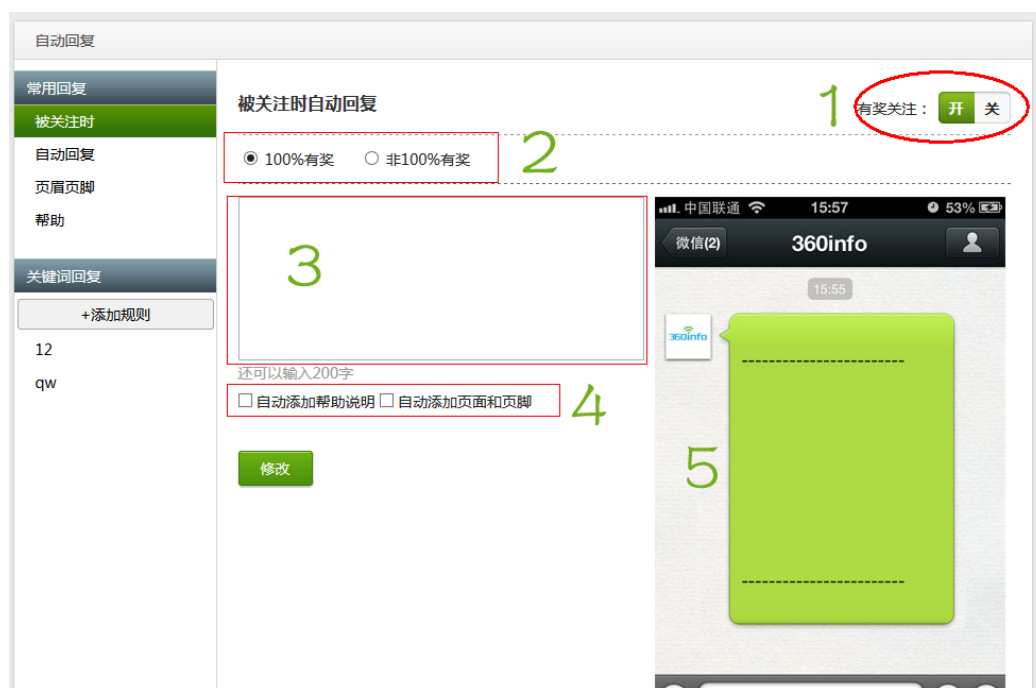 自动回复
常用回复
被关注时
自动回复
页眉页脚
帮助
关健词回复
+添加规则
12
qw
被关注时自动回复
1
有奖关注： 开 关
100%有奖 非100%有奖
2
3
还可以输入200字
自动添加帮助说明 自动添加页面和页脚
4
修改
中国联通 15:57 53%
微信(2) 360info
15:55
360info
-----------------------
5
-----------------------